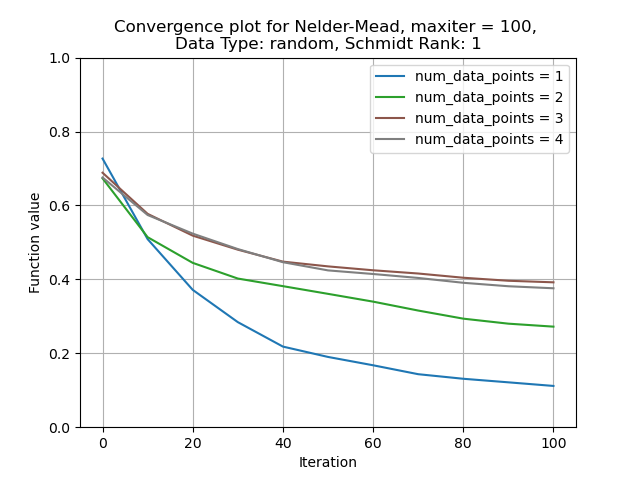 Convergence plot for Nelder-Mead, maxiter = 100,
Data Type: random, Schmidt Rank: 1
1.0
num_data_points = 1
num_data_points = 2
num_data_points = 3
num_data_points = 4
0.8
0.6
Function value
0.4
0.2
0.0
0 20 40 60 80 100
Iteration